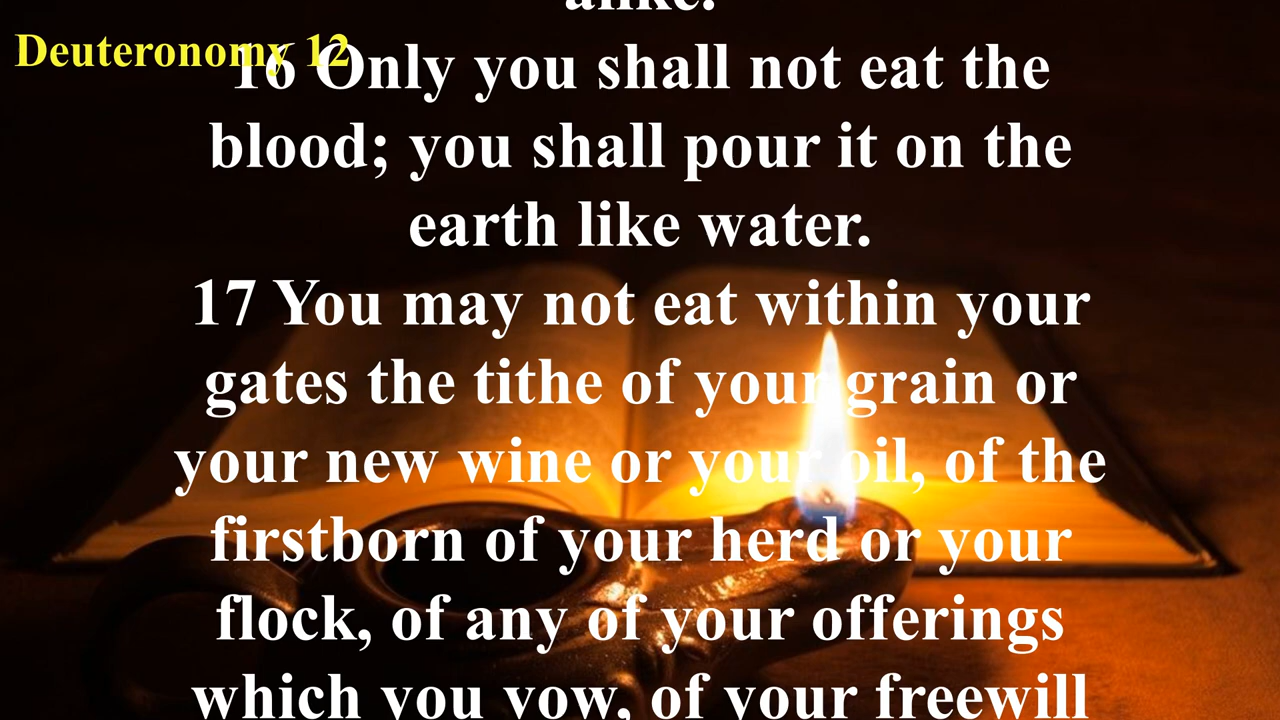 alike.
Deuteronomy 12
16 Only you shall not eat the
blood; you shall pour it on the
earth like water.
17 You may not eat within your
gates the tithe of your grain or
your new wine or your oil, of the
firstborn of your herd or your
flock, of any of your offerings
which you vow, of your freewill